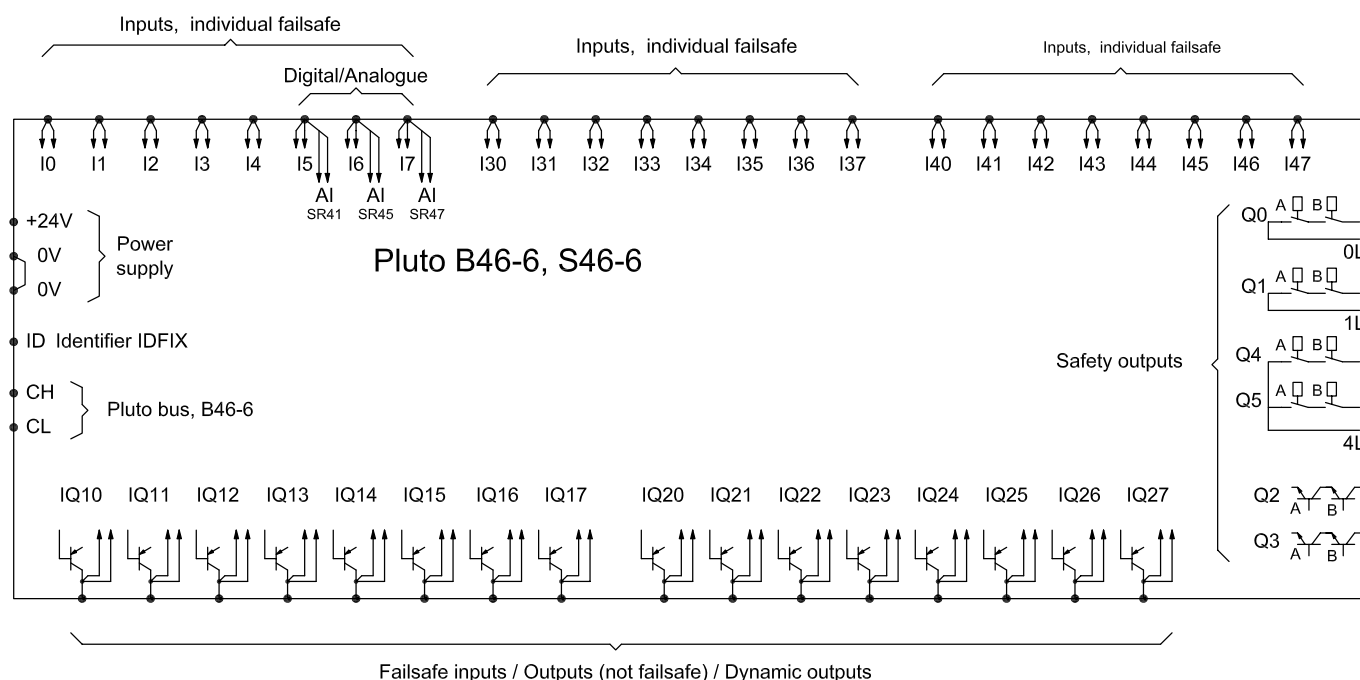 Inputs, individual failsafe
Inputs, individual failsafe
Inputs, individual failsafe
Digital/Analogue
I0 I1 I2 I3 I4 I5 I6 I7 I30 I31 I32 I33 I34 I35 I36 I37 I40 I41 I42 I43 I44 I45 I46 I47
AI AI AI
SR41 SR45 SR47
+24V
0V
0V
Power
supply
Pluto B46-6, S46-6
ID Identifier IDFIX
CH
CL
Pluto bus, B46-6
Safety outputs
Q0 A B
0L
Q1 A B
1L
Q4 A B
Q5 A B
4L
Q2 A B
Q3 A B
IQ10 IQ11 IQ12 IQ13 IQ14 IQ15 IQ16 IQ17 IQ20 IQ21 IQ22 IQ23 IQ24 IQ25 IQ26 IQ27
Failsafe inputs / Outputs (not failsafe) / Dynamic outputs